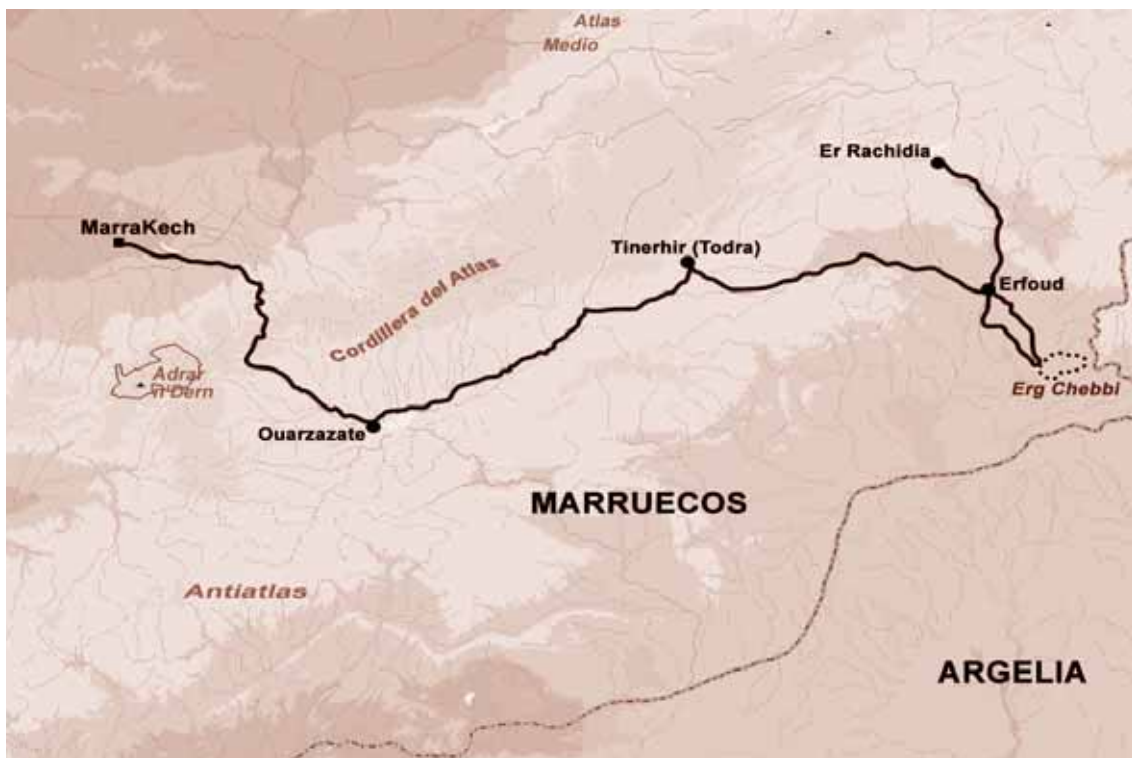 Atlas
Medio
Er Rachidia
MarraKech
Tinerhir (Todra)
Cordillera del Atlas
Erfoud
Adrar
n Dern
Erg Chebbi
Ouarzazate
MARRUECOS
Antiatlas
ARGELIA